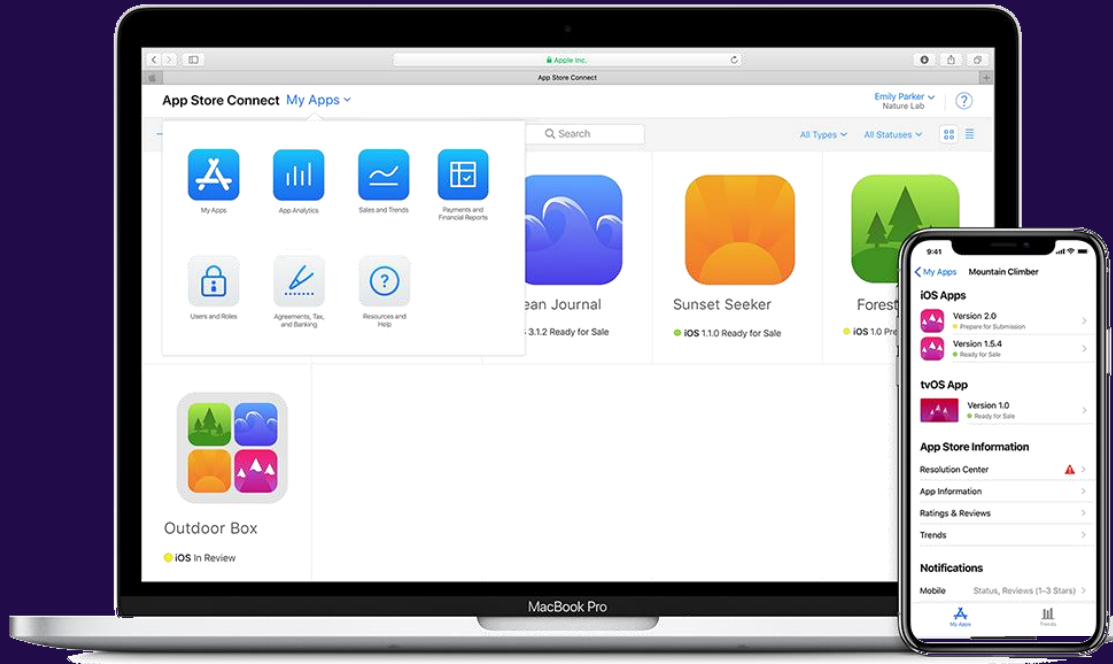 Apple Inc.
App Store Connect
App Store Connect My Apps
Emily Parker
Nature Lab
?
Search
All Types
All Statuses
My Apps
App Analytics
Sales and Trends
Payments and
Financial Reports
Users and Roles
Agreements, Tax,
and Banking
?
Resources and
Help
ean Journal
3.1.2 Ready for Sale
Sunset Seeker
iOS 1.1.0 Ready for Sale
Forest
iOS 1.0 Pre
Outdoor Box
iOS In Review
MacBook Pro
9:41
My Apps Mountain Climber
iOS Apps
Version 2.0
Prepare for Submission
Version 1.5.4
Ready for Sale
tvOS App
Version 1.0
Ready for Sale
App Store Information
Resolution Center
App Information
Ratings & Reviews
Trends
Notifications
Mobile Status, Reviews (1–3 Stars)
My Apps
Trends